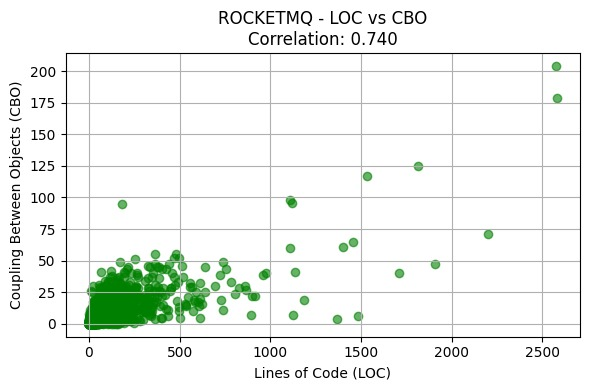 ROCKETMQ - LOC vs CBO
Correlation: 0.740
Coupling Between Objects (CBO)
200
175
150
125
100
75
50
25
0
0 500 1000 1500 2000 2500
Lines of Code (LOC)